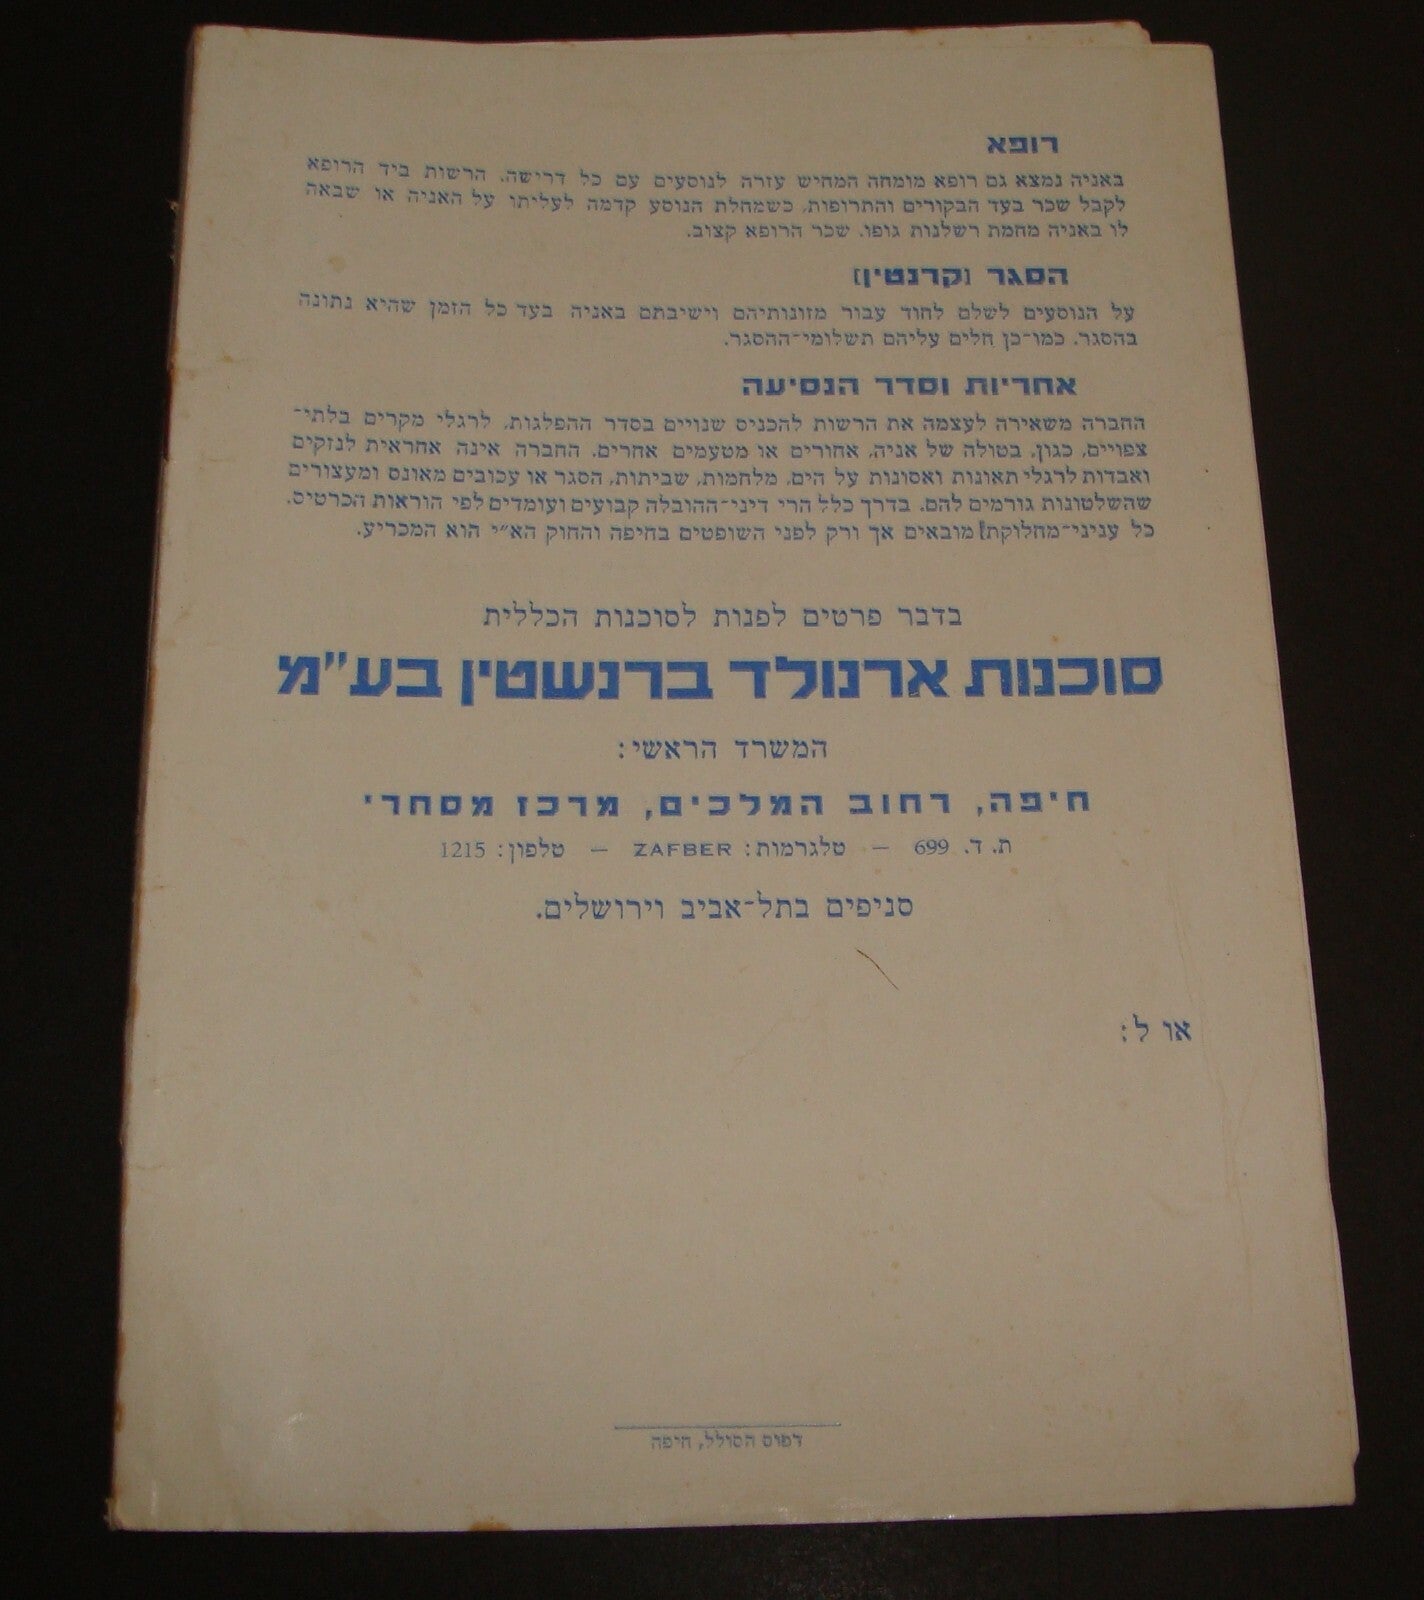 רופא
באניה נמצא גם רופא מומחה המחיש עזרה לנוסעים עם כל דרישה. הרשות ביד הרופא
לקבל שכר בעד הבקורים והתרופות, כשמחלת הנוסע קדמה לעליתו על האניה או שבאה
לו באניה מחמת רשלנות גופו. שכר הרופא קצוב.
הסגר (קרנטין)
על הנוסעים לשלם לחוד עבור מזונותיהם וישיבתם באניה בעד כל הזמן שהיא נתונה
בהסגר. כמו־כן חלים עליהם תשלומי־ההסגר.
אחריות וסדר הנסיעה
החברה משאירה לעצמה את הרשות להכניס שנויים בסדר ההפלגות, לרגלי מקרים בלתי־
צפויים, כגון, בטולה של אניה, אחורים או מטעמים אחרים. החברה אינה אחראית לנזקים
ואבדות לרגלי תאונות ואסונות על הים, מלחמות, שביתות, הסגר או עכובים מאונס ומעצורים
שהשלטונות גורמים להם. בדרך כלל הרי דיני־ההובלה קבועים ועומדים לפי הוראות הכרטיס.
כל עניני־מחלוקת מובאים אך ורק לפני השופטים בחיפה והחוק הא״י הוא המכריע.
בדבר פרטים לפנות לסוכנות הכללית
סוכנות ארנולד ברנשטין בע״מ
המשרד הראשי:
חיפה, רחוב המלכים, מרכז מסחרי
ת. ד. 699 — טלגרמות: ZAFBER — טלפון: 1215
סניפים בתל־אביב וירושלים.
או ל:
דפוס הסולל, חיפה